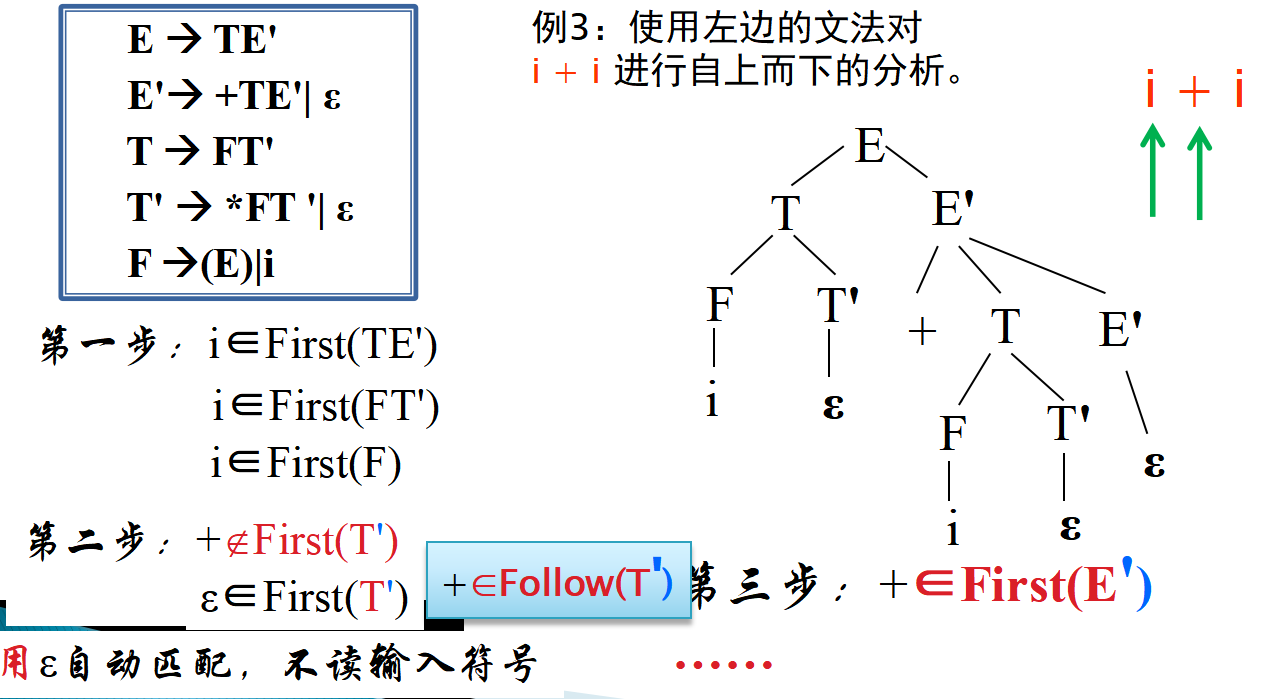 E → TE'
E'→ +TE'| ε
T → FT'
T' → *FT '| ε
F →(E)|i
例3：使用左边的文法对
i + i 进行自上而下的分析。
i + i
E
T E'
F T' + T E'
i ε F T' ε
i ε
第一步：i∈First(TE')
i∈First(FT')
i∈First(F)
第二步：+∉First(T')
ε∈First(T')
+∈Follow(T')
第三步：+∈First(E')
用ε自动匹配，不读输入符号
······